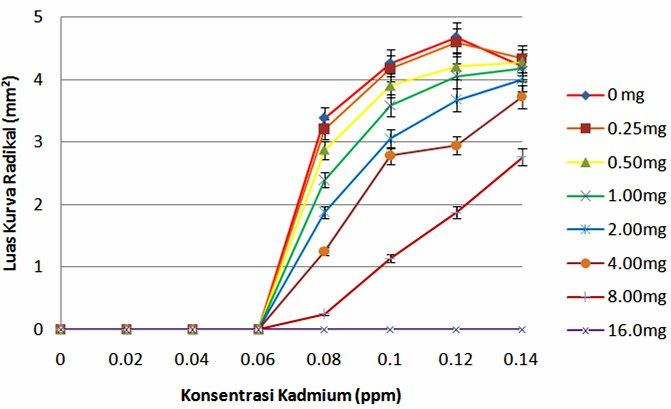 Luas Kurva Radikal (mm²)
5
4
3
2
1
0
0 0.02 0.04 0.06 0.08 0.1 0.12 0.14
Konsentrasi Kadmium (ppm)
0 mg
0.25mg
0.50mg
1.00mg
2.00mg
4.00mg
8.00mg
16.0mg